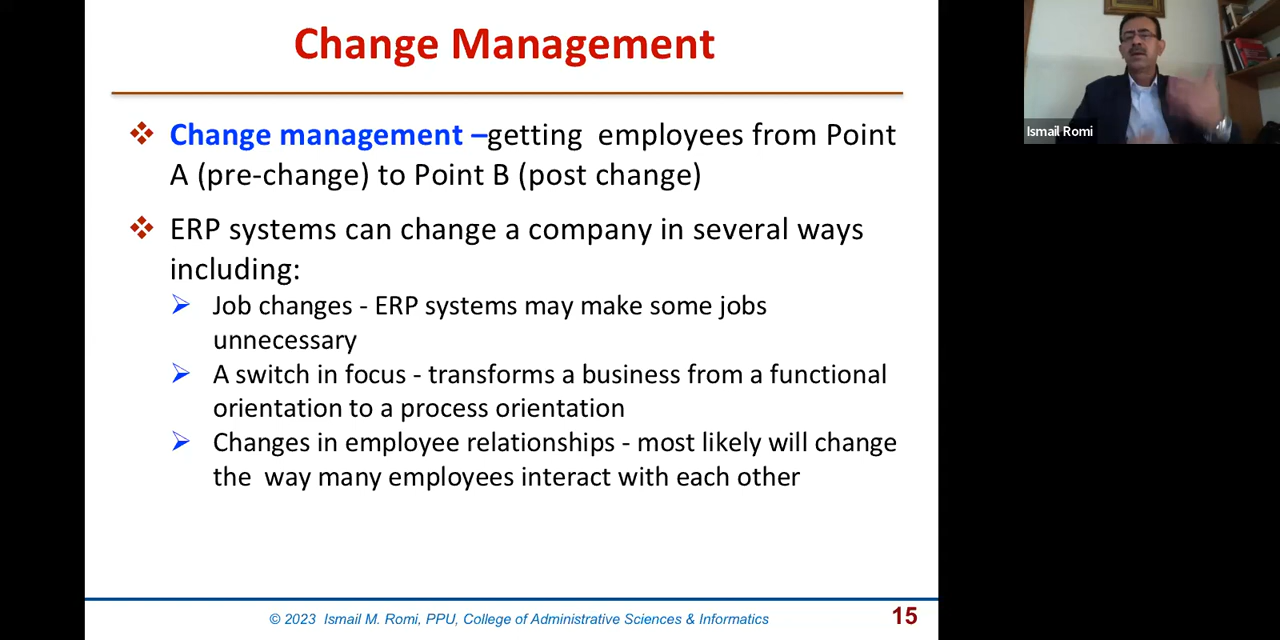 Change Management
Change management –getting  employees from Point
A (pre-change) to Point B (post change)
ERP systems can change a company in several ways
including:
Job changes - ERP systems may make some jobs
unnecessary
A switch in focus - transforms a business from a functional
orientation to a process orientation
Changes in employee relationships - most likely will change
the  way many employees interact with each other
© 2023  Ismail M. Romi, PPU, College of Administrative Sciences & Informatics
15
Ismail Romi